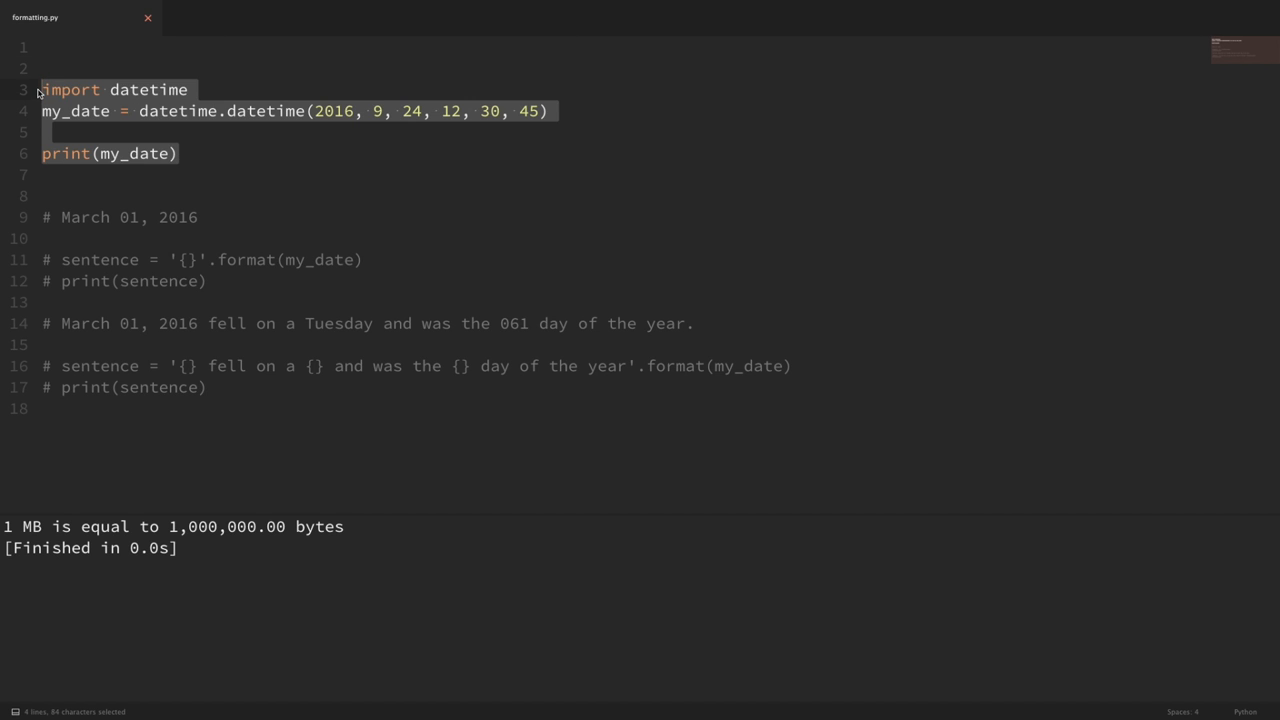 formatting.py
1
2
3 import datetime
4 my_date = datetime.datetime(2016, 9, 24, 12, 30, 45)
5
6 print(my_date)
7
8
9 # March 01, 2016
10
11 # sentence = '{}'.format(my_date)
12 # print(sentence)
13
14 # March 01, 2016 fell on a Tuesday and was the 061 day of the year.
15
16 # sentence = '{} fell on a {} and was the {} day of the year'.format(my_date)
17 # print(sentence)
18
1 MB is equal to 1,000,000.00 bytes
[Finished in 0.0s]
4 lines, 84 characters selected Spaces: 4 Python